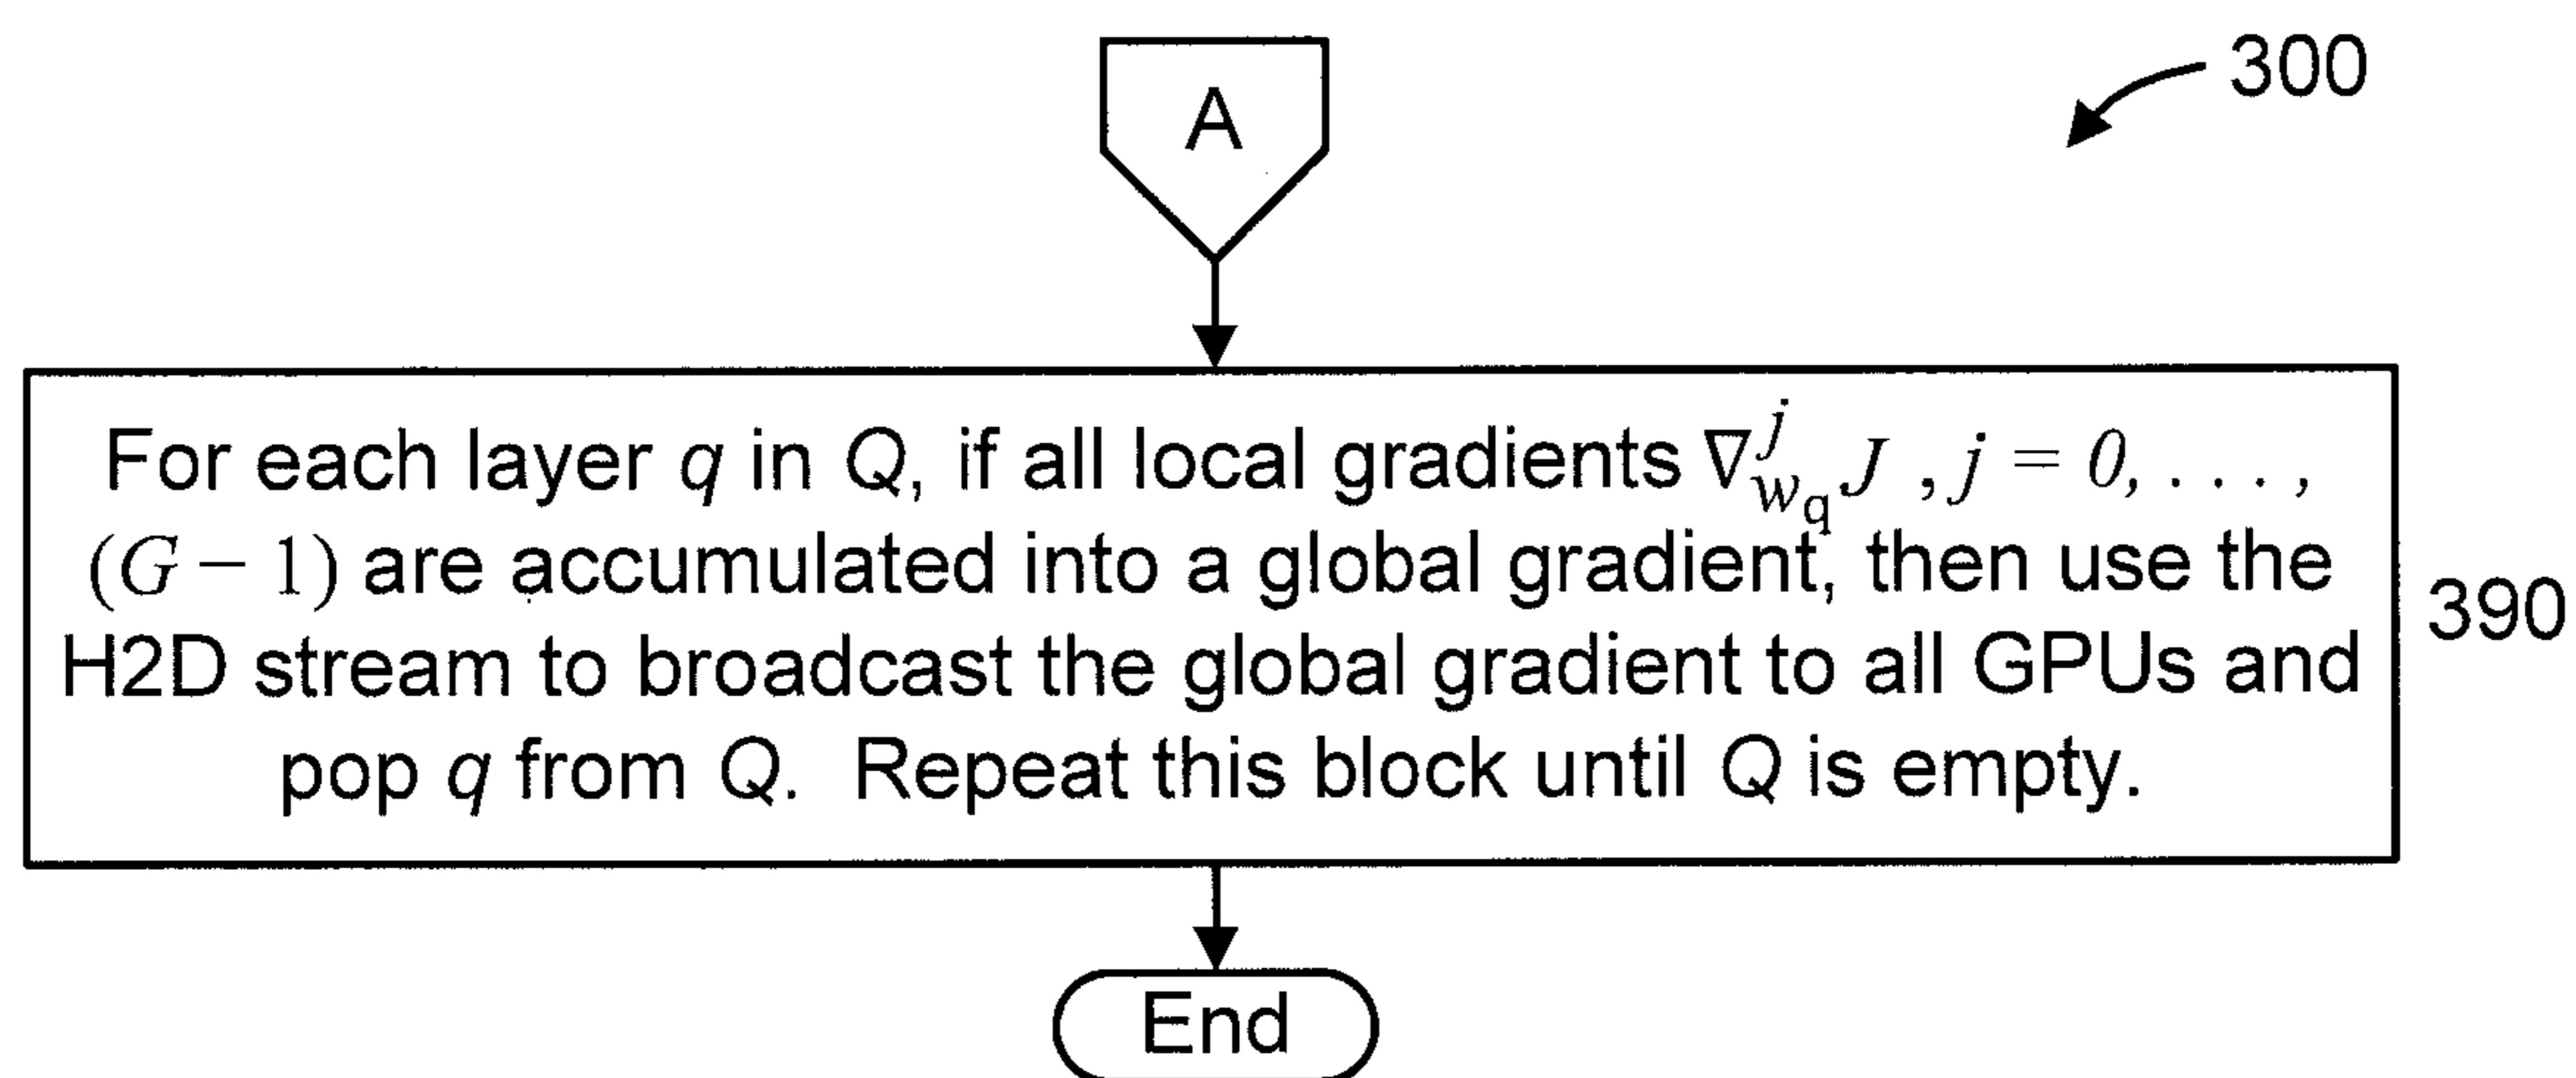 A
300
For each layer q in Q, if all local gradients ∇^j_{w_q} J , j = 0, . . . ,
(G − 1) are accumulated into a global gradient, then use the
H2D stream to broadcast the global gradient to all GPUs and
pop q from Q. Repeat this block until Q is empty.
390
End